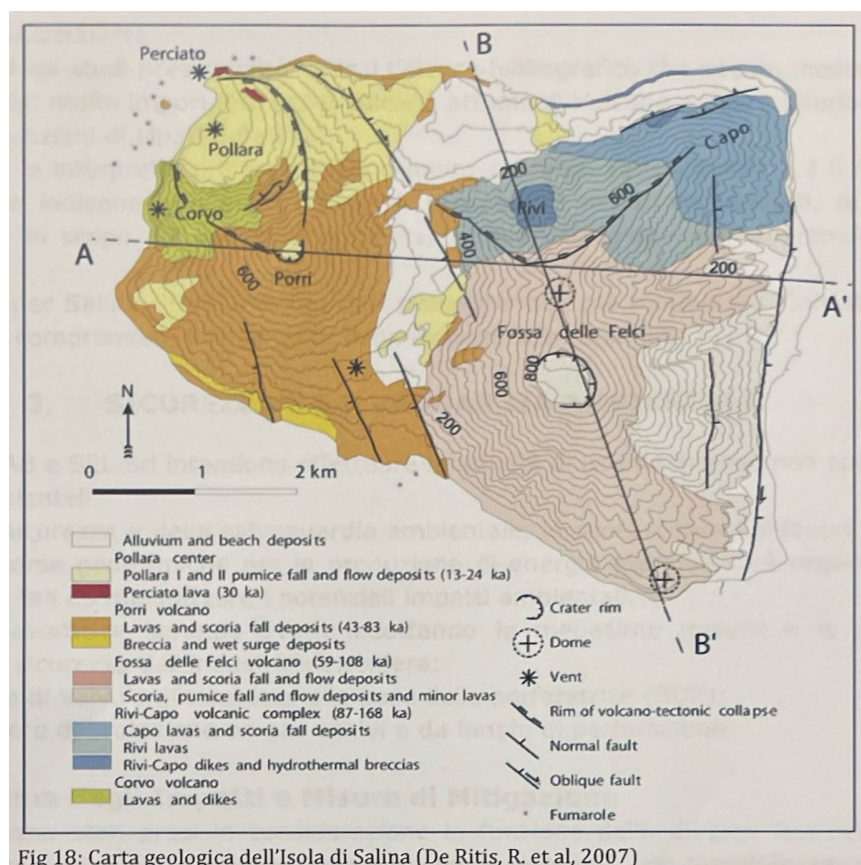 B
Perciato
Pollara
Capo
200
Rivi
600
Corvo
A
400
600
Porri
200
A'
Fossa delle Felci
800
600
200
N
0 1 2 km
Alluvium and beach deposits
Pollara center
Pollara I and II pumice fall and flow deposits (13-24 ka)
Perciato lava (30 ka)
Porri volcano
Lavas and scoria fall deposits (43-83 ka)
Breccia and wet surge deposits
Fossa delle Felci volcano (59-108 ka)
Lavas and scoria fall and flow deposits
Scoria, pumice fall and flow deposits and minor lavas
Rivi-Capo volcanic complex (87-168 ka)
Capo lavas and scoria fall deposits
Rivi lavas
Rivi-Capo dikes and hydrothermal breccias
Corvo volcano
Lavas and dikes
Crater rim
Dome
B'
Vent
Rim of volcano-tectonic collapse
Normal fault
Oblique fault
Fumarole
Fig 18: Carta geologica dell'Isola di Salina (De Ritis, R. et al, 2007)